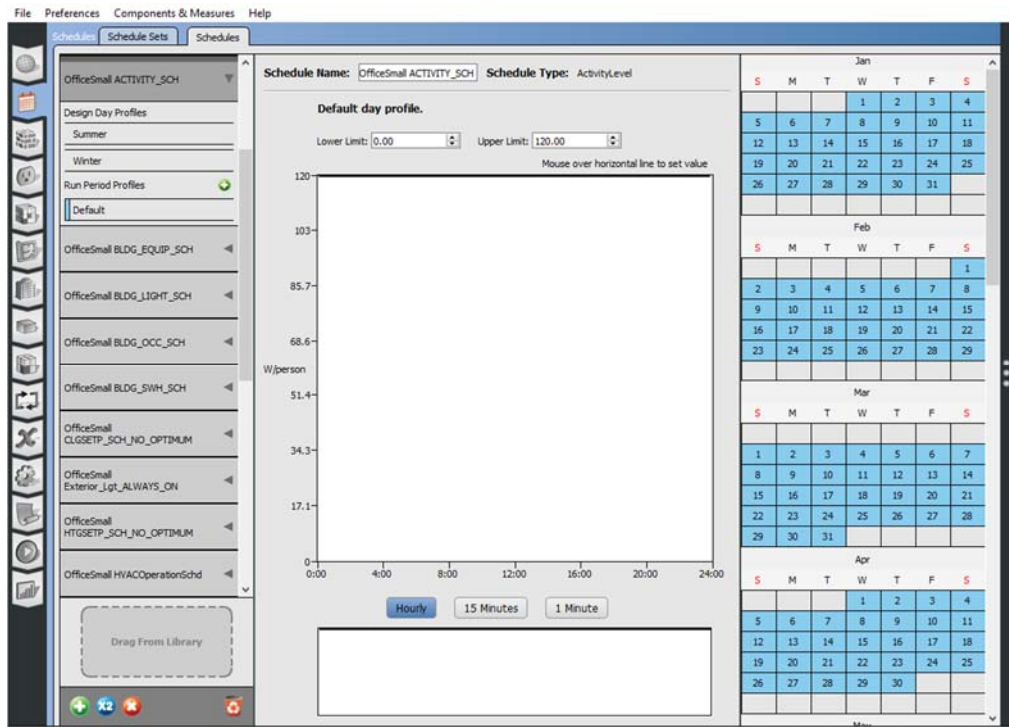 File Preferences Components & Measures Help
Schedules Schedule Sets Schedules
OfficeSmall ACTIVITY_SCH
Design Day Profiles
Summer
Winter
Run Period Profiles
Default
OfficeSmall BLDG_EQUIP_SCH
OfficeSmall BLDG_LIGHT_SCH
OfficeSmall BLDG_OCC_SCH
OfficeSmall BLDG_SWH_SCH
OfficeSmall
CLGSETP_SCH_NO_OPTIMUM
OfficeSmall
Exterior_Lgt_ALWAYS_ON
OfficeSmall
HTGSETP_SCH_NO_OPTIMUM
OfficeSmall HVACOperationSchd
Drag From Library
X2
Schedule Name: OfficeSmall ACTIVITY_SCH Schedule Type: ActivityLevel
Default day profile.
Lower Limit: 0.00 Upper Limit: 120.00
Mouse over horizontal line to set value
120
103
85.7
68.6
W/person
51.4
34.3
17.1
0
0:00 4:00 8:00 12:00 16:00 20:00 24:00
Hourly 15 Minutes 1 Minute
Jan
S M T W T F S
1 2 3 4
5 6 7 8 9 10 11
12 13 14 15 16 17 18
19 20 21 22 23 24 25
26 27 28 29 30 31
Feb
S M T W T F S
1
2 3 4 5 6 7 8
9 10 11 12 13 14 15
16 17 18 19 20 21 22
23 24 25 26 27 28 29
Mar
S M T W T F S
1 2 3 4 5 6 7
8 9 10 11 12 13 14
15 16 17 18 19 20 21
22 23 24 25 26 27 28
29 30 31
Apr
S M T W T F S
1 2 3 4
5 6 7 8 9 10 11
12 13 14 15 16 17 18
19 20 21 22 23 24 25
26 27 28 29 30